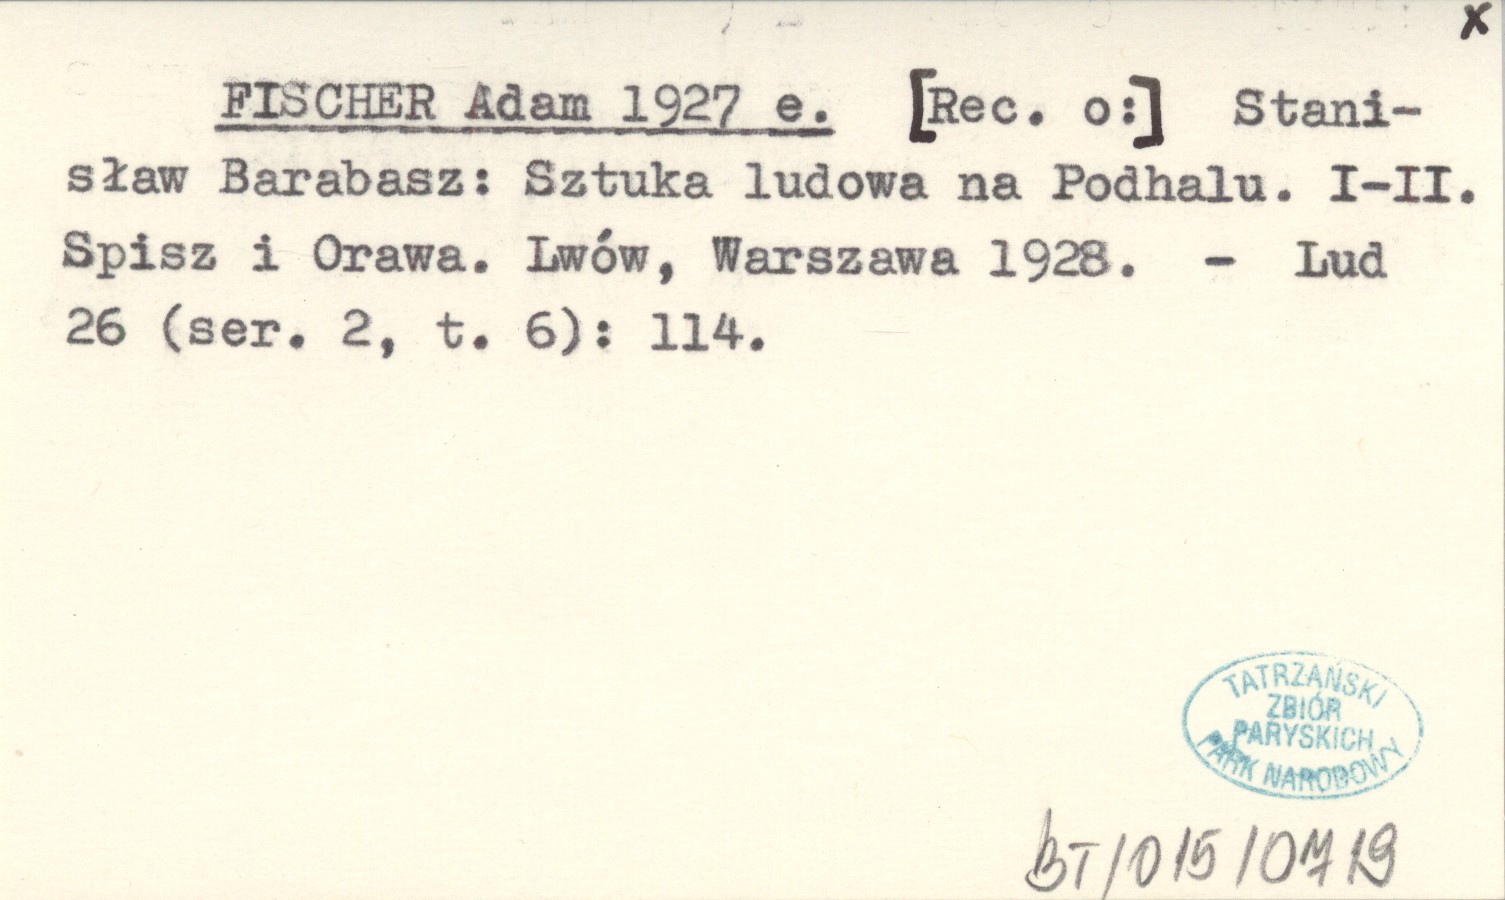 x
FISCHER Adam 1927 e. [Rec. o:] Stani-
sław Barabasz: Sztuka ludowa na Podhalu. I-II.
Spisz i Orawa. Lwów, Warszawa 1928. - Lud
26 (ser. 2, t. 6): 114.
TATRZAŃSKI
ZBIÓR
PARYSKICH
PARK NARODOWY
BT/015/0719